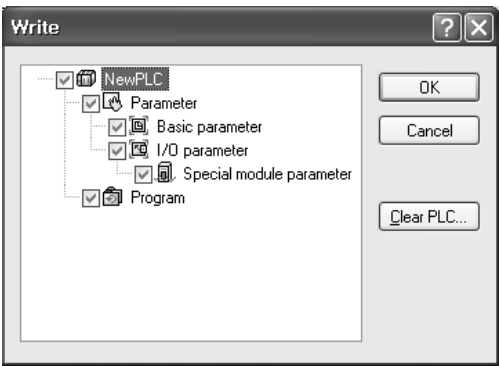 Write
NewPLC
Parameter
Basic parameter
I/O parameter
Special module parameter
Program
OK
Cancel
Clear PLC...